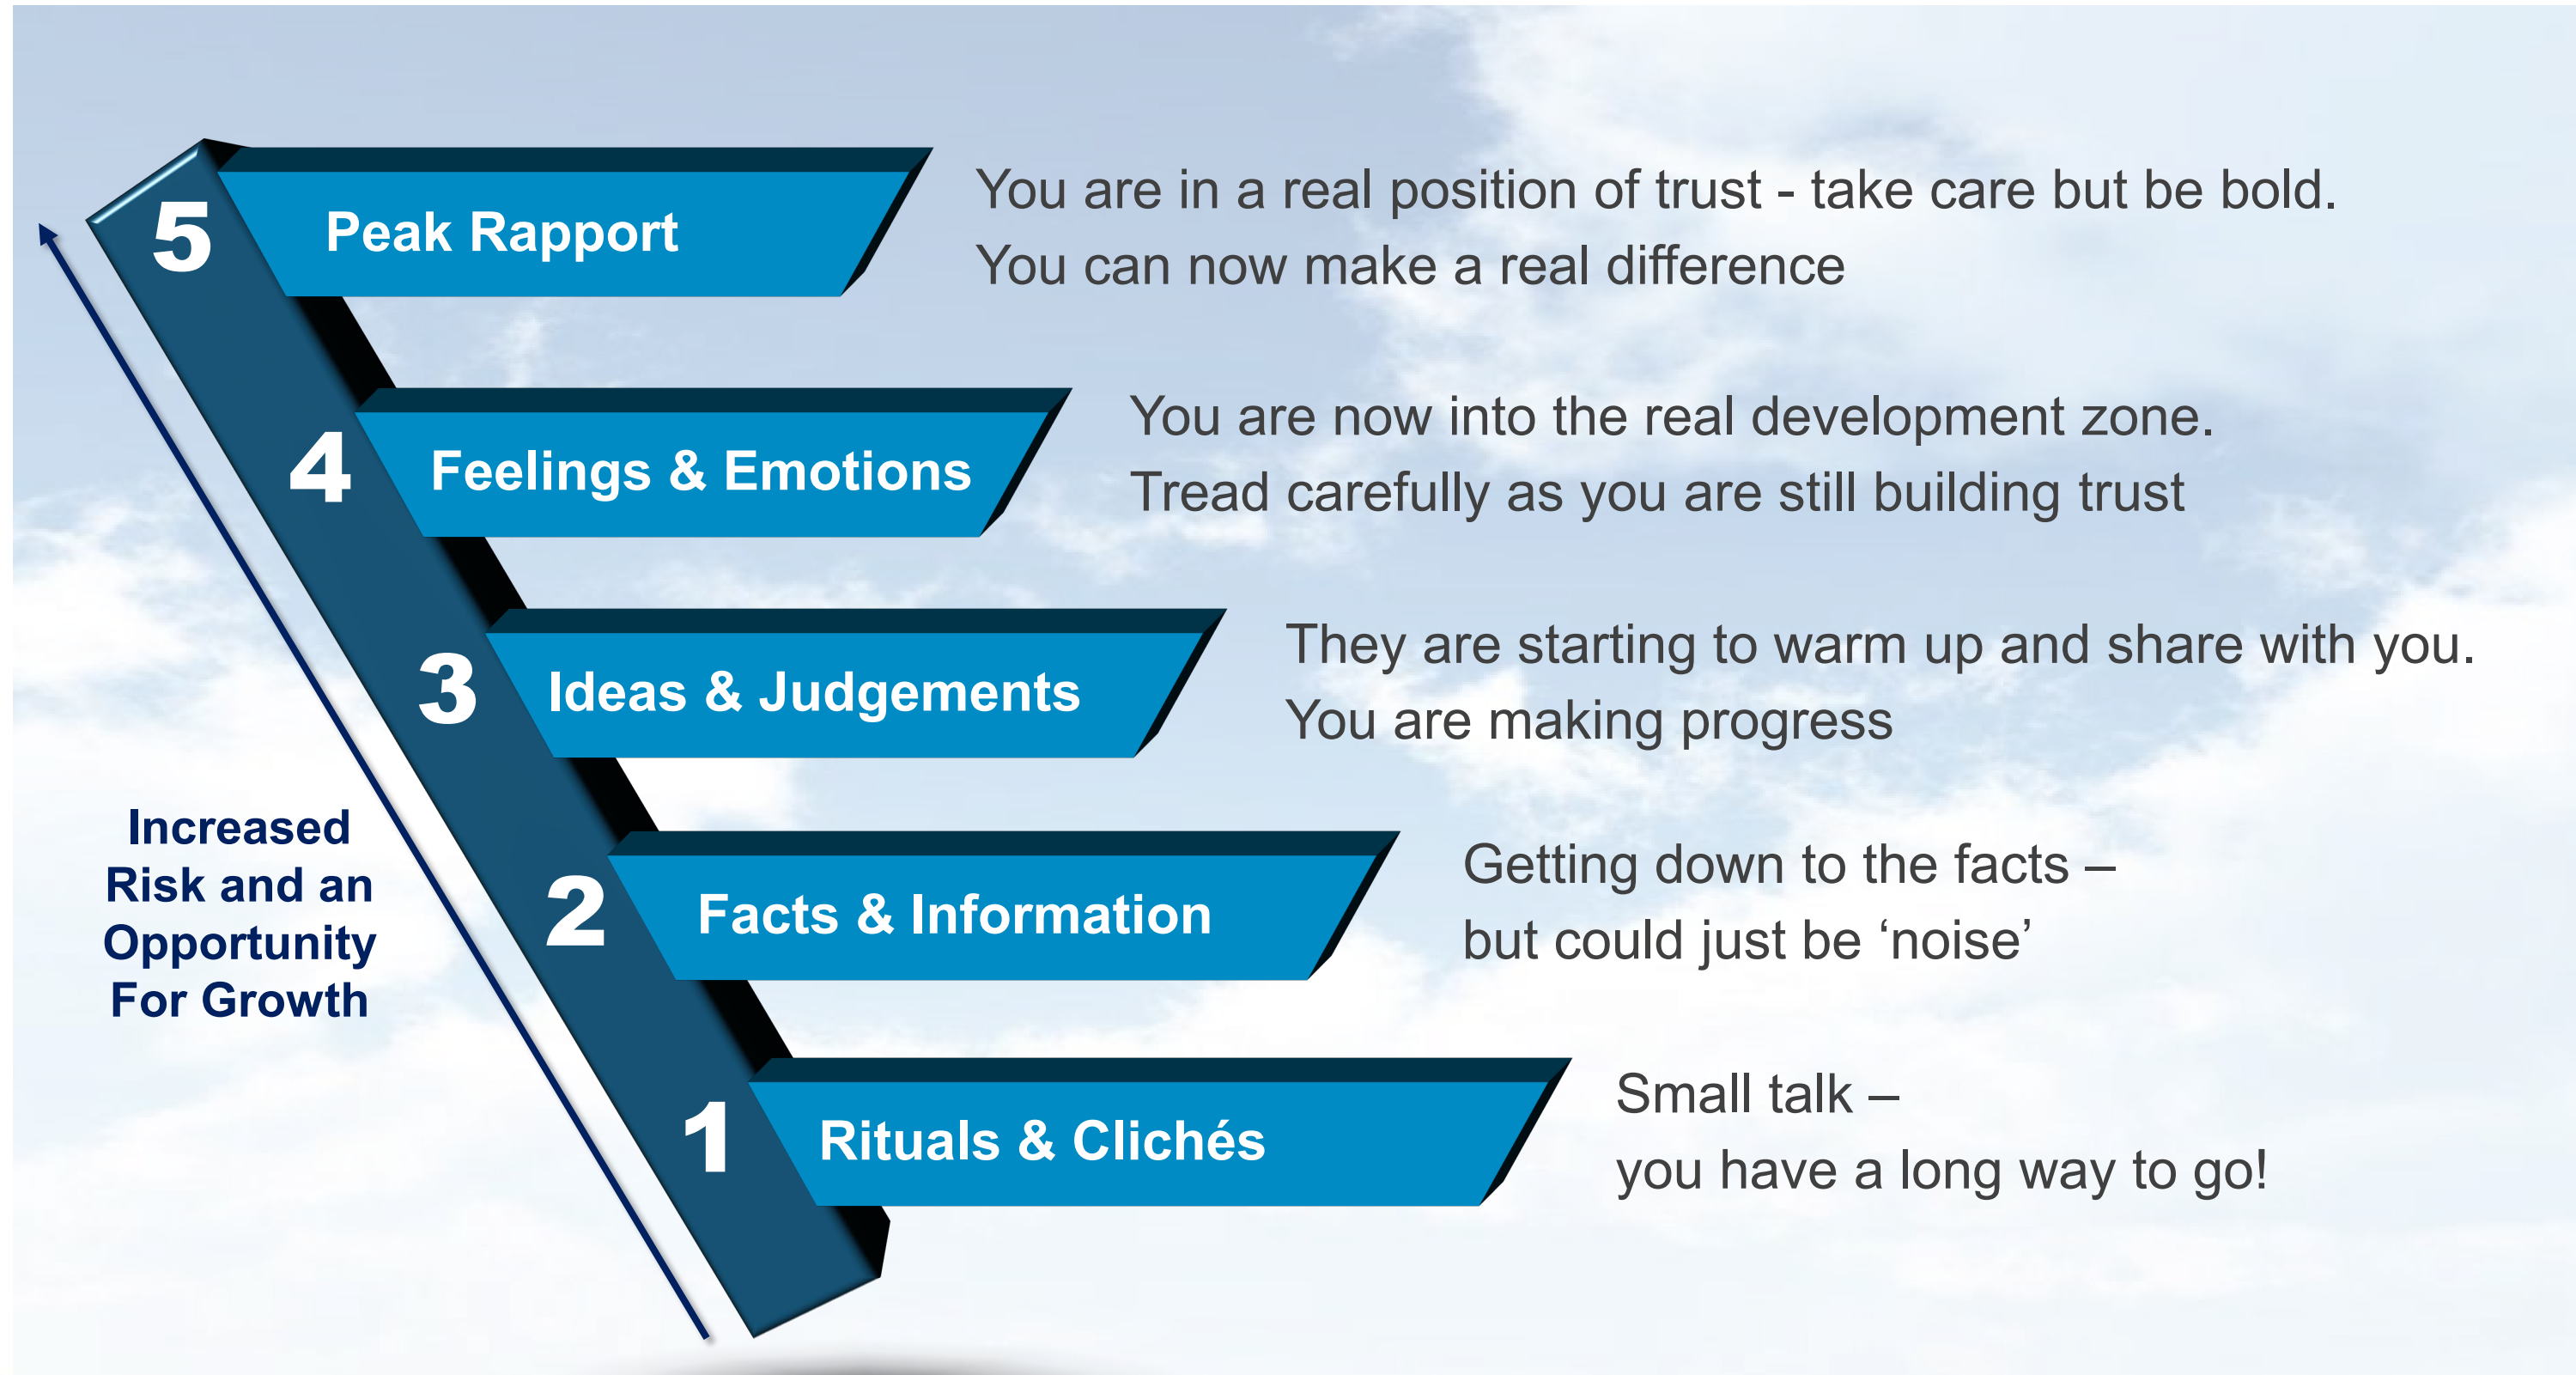 5
Peak Rapport
You are in a real position of trust - take care but be bold.
You can now make a real difference
4
Feelings & Emotions
You are now into the real development zone.
Tread carefully as you are still building trust
3
Ideas & Judgements
They are starting to warm up and share with you.
You are making progress
Increased
Risk and an
Opportunity
For Growth
2
Facts & Information
Getting down to the facts –
but could just be ‘noise’
1
Rituals & Clichés
Small talk –
you have a long way to go!